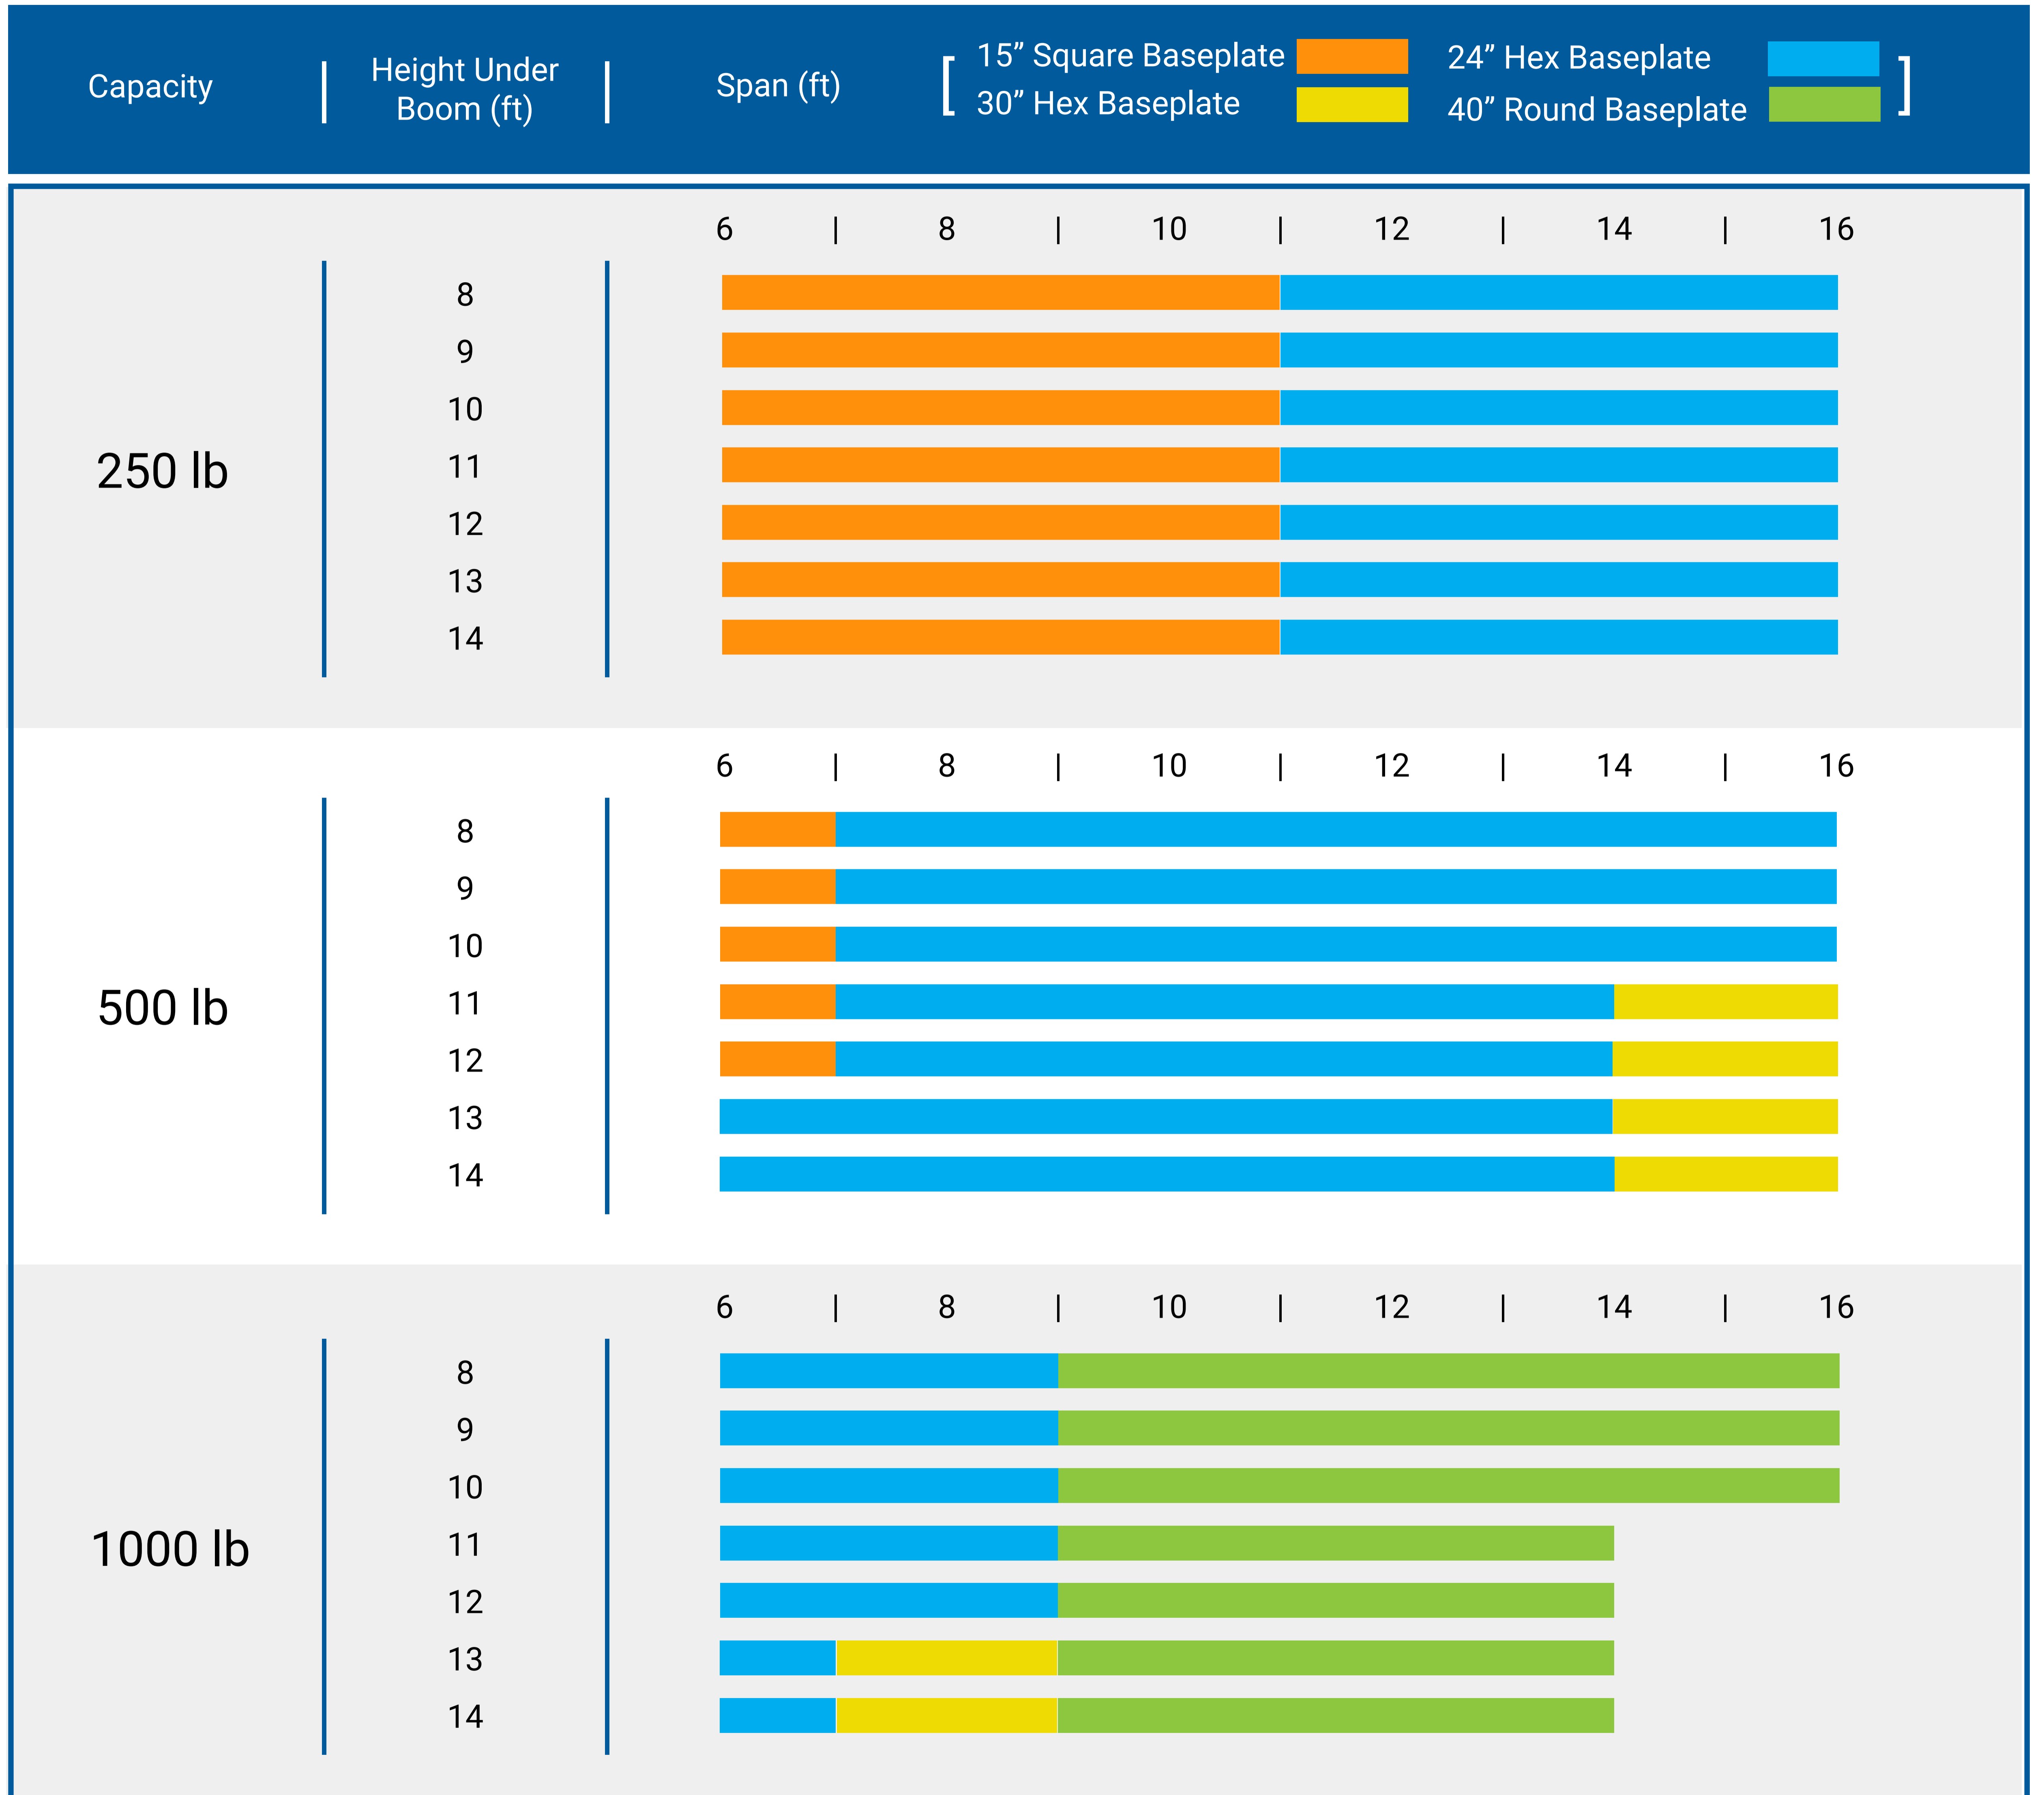 Capacity
Height Under
Boom (ft)
Span (ft)
[ 15” Square Baseplate
30” Hex Baseplate
24” Hex Baseplate
40” Round Baseplate ]
6 | 8 | 10 | 12 | 14 | 16
250 lb
8
9
10
11
12
13
14
6 | 8 | 10 | 12 | 14 | 16
500 lb
8
9
10
11
12
13
14
6 | 8 | 10 | 12 | 14 | 16
1000 lb
8
9
10
11
12
13
14